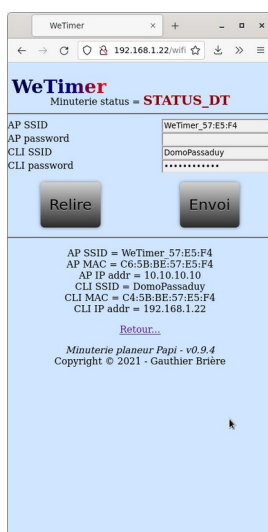 WeTimer
192.168.1.22/wifi
WeTimer
Minuterie status = STATUS_DT
AP SSID WeTimer_57:E5:F4
AP password
CLI SSID DomoPassaduy
CLI password ••••••••••••
Relire Envoi
AP SSID = WeTimer_57:E5:F4
AP MAC = C6:5B:BE:57:E5:F4
AP IP addr = 10.10.10.10
CLI SSID = DomoPassaduy
CLI MAC = C4:5B:BE:57:E5:F4
CLI IP addr = 192.168.1.22
Retour...
Minuterie planeur Papi - v0.9.4
Copyright © 2021 - Gauthier Brière